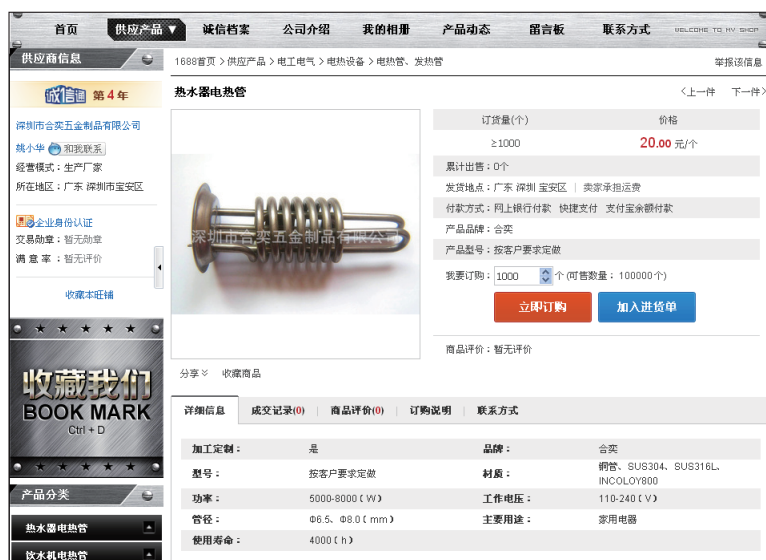 首页 供应产品▼ 诚信档案 公司介绍 我的相册 产品动态 留言板 联系方式 WELCOME TO MY SHOP
供应商信息
诚信通 第4年
深圳市合奕五金制品有限公司
姚小华 和我联系
经营模式：生产厂家
所在地区：广东 深圳市宝安区
企业身份认证
交易勋章：暂无勋章
满 意 率 ：暂无评价
收藏本旺铺
收藏我们
BOOK MARK
Ctrl + D
产品分类
热水器电热管
饮水机电热管
1688首页 > 供应产品 > 电工电气 > 电热设备 > 电热管、发热管 举报该信息
热水器电热管 〈上一件 下一件〉
深圳市合奕五金制品有限公司
分享 收藏商品
订货量(个) 价格
≥1000 20.00 元/个
累计出售：0个
发货地点：广东 深圳 宝安区 | 卖家承担运费
付款方式：网上银行付款 快捷支付 支付宝余额付款
产品品牌：合奕
产品型号：按客户要求定做
我要订购：1000 个 (可售数量：100000个)
立即订购 加入进货单
商品评价：暂无评价
详细信息 成交记录(0) 商品评价(0) 订购说明 联系方式
加工定制： 是 品牌： 合奕
型号： 按客户要求定做 材质： 铜管、SUS304、SUS316L、
INCOLOY800
功率： 5000-8000（W） 工作电压： 110-240（V）
管径： Φ6.5、Φ8.0（mm） 主要用途： 家用电器
使用寿命： 4000（h）